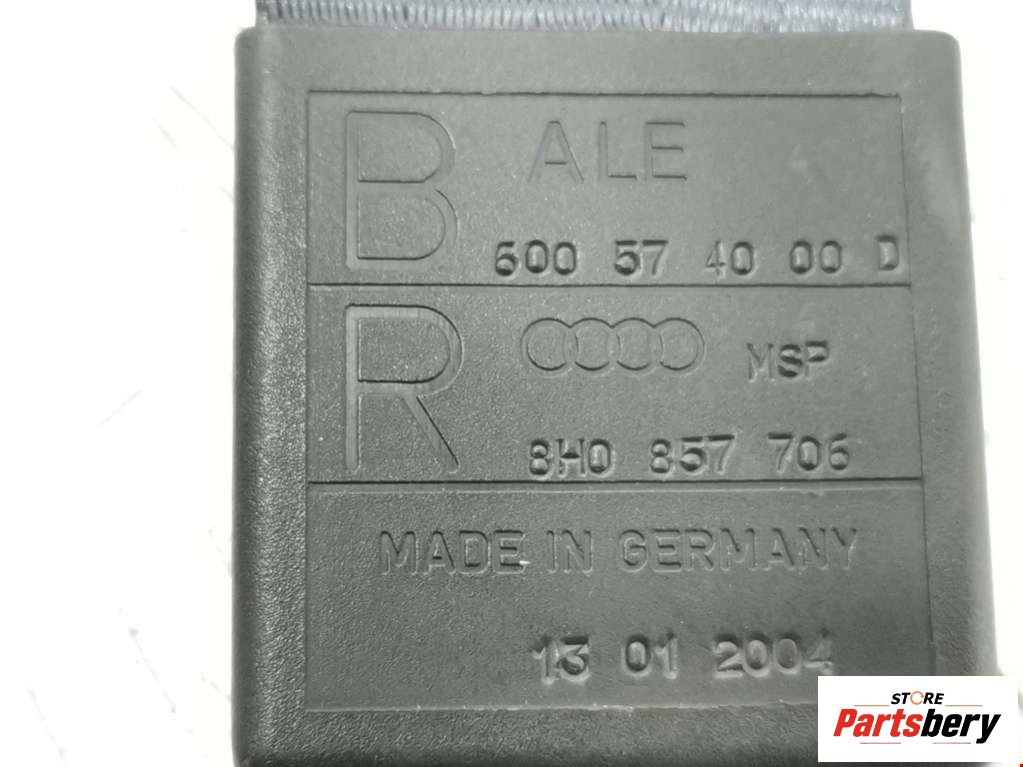 B ALE
600 57 40 00 D
R MSP
8H0 857 706
MADE IN GERMANY
13 01 2004
STORE
Partsbery